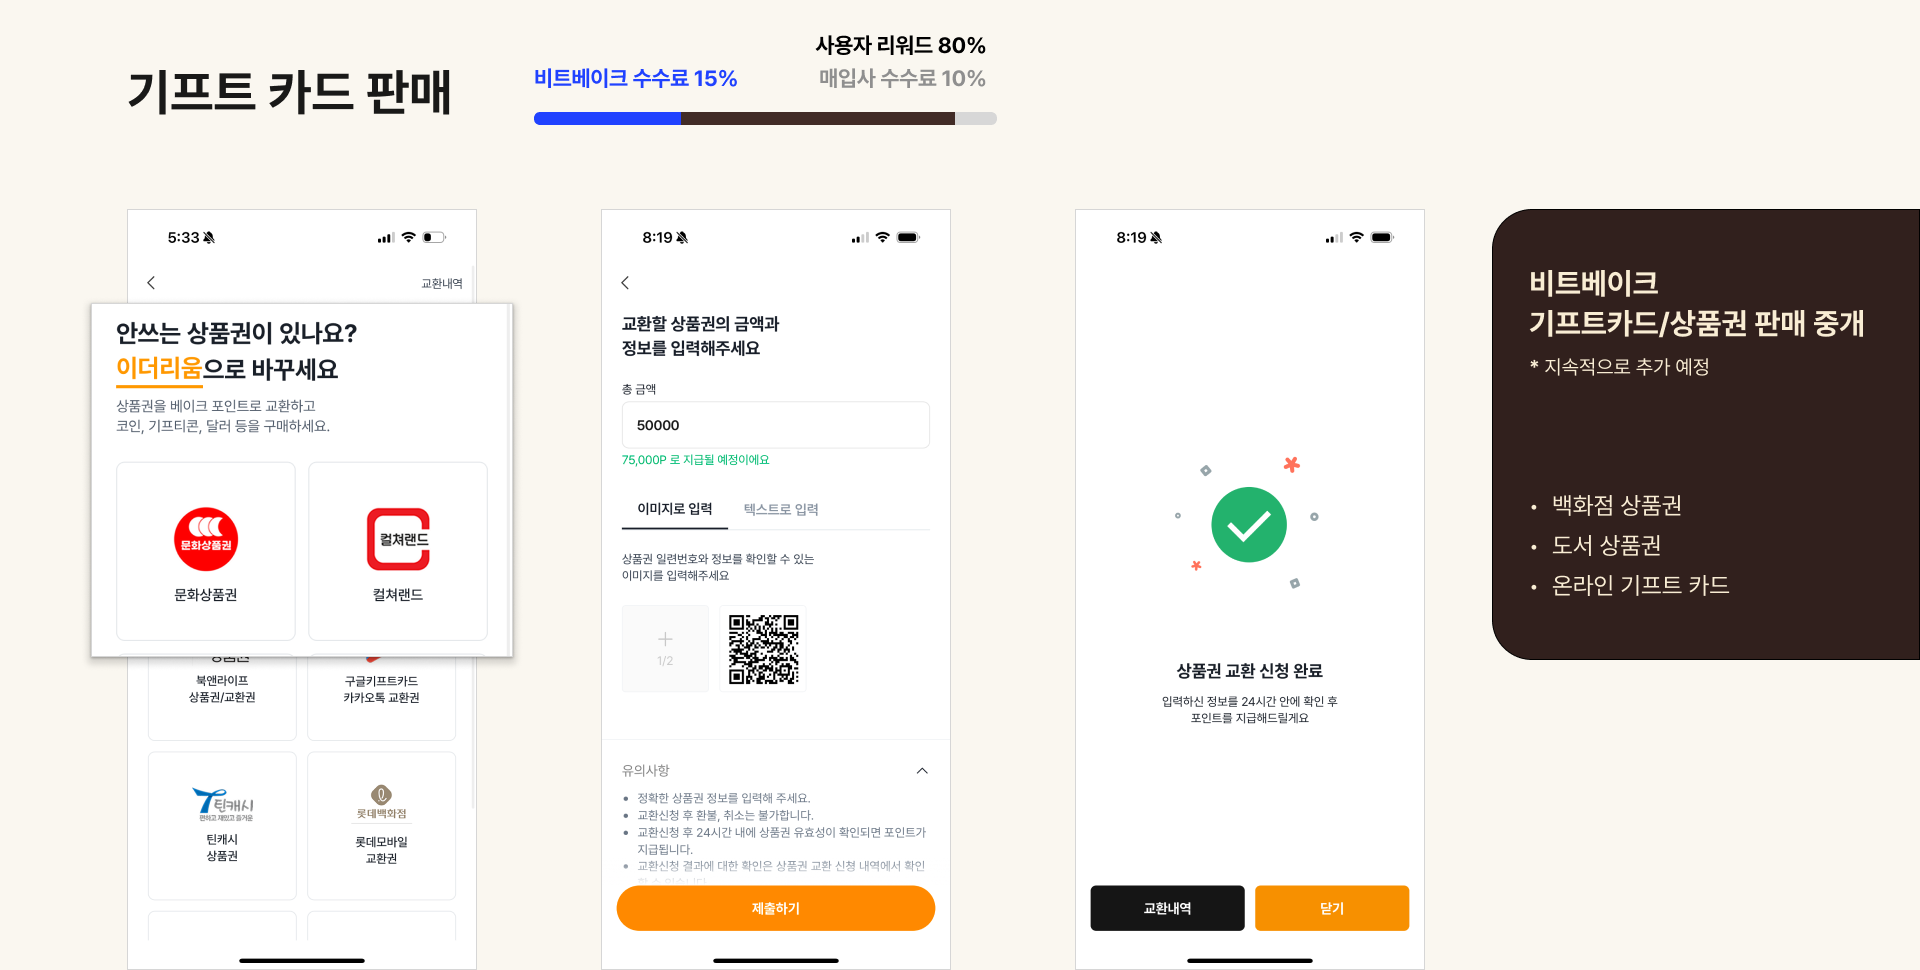 기프트 카드 판매
사용자 리워드 80%
비트베이크 수수료 15%
매입사 수수료 10%
5:33
교환내역
안쓰는 상품권이 있나요?
이더리움으로 바꾸세요
상품권을 베이크 포인트로 교환하고
코인, 기프티콘, 달러 등을 구매하세요.
문화상품권
문화상품권
컬쳐랜드
컬쳐랜드
북앤라이프
상품권/교환권
구글키프트카드
카카오톡 교환권
틴캐시
편하고 재밌고 즐거운
틴캐시
상품권
롯데백화점
롯데모바일
교환권
8:19
교환할 상품권의 금액과
정보를 입력해주세요
총 금액
50000
75,000P 로 지급될 예정이에요
이미지로 입력
텍스트로 입력
상품권 일련번호와 정보를 확인할 수 있는
이미지를 입력해주세요
1/2
유의사항
• 정확한 상품권 정보를 입력해 주세요.
• 교환신청 후 환불, 취소는 불가합니다.
• 교환신청 후 24시간 내에 상품권 유효성이 확인되면 포인트가
지급됩니다.
• 교환신청 결과에 대한 확인은 상품권 교환 신청 내역에서 확인
제출하기
8:19
상품권 교환 신청 완료
입력하신 정보를 24시간 안에 확인 후
포인트를 지급해드릴게요
교환내역
닫기
비트베이크
기프트카드/상품권 판매 중개
* 지속적으로 추가 예정
• 백화점 상품권
• 도서 상품권
• 온라인 기프트 카드